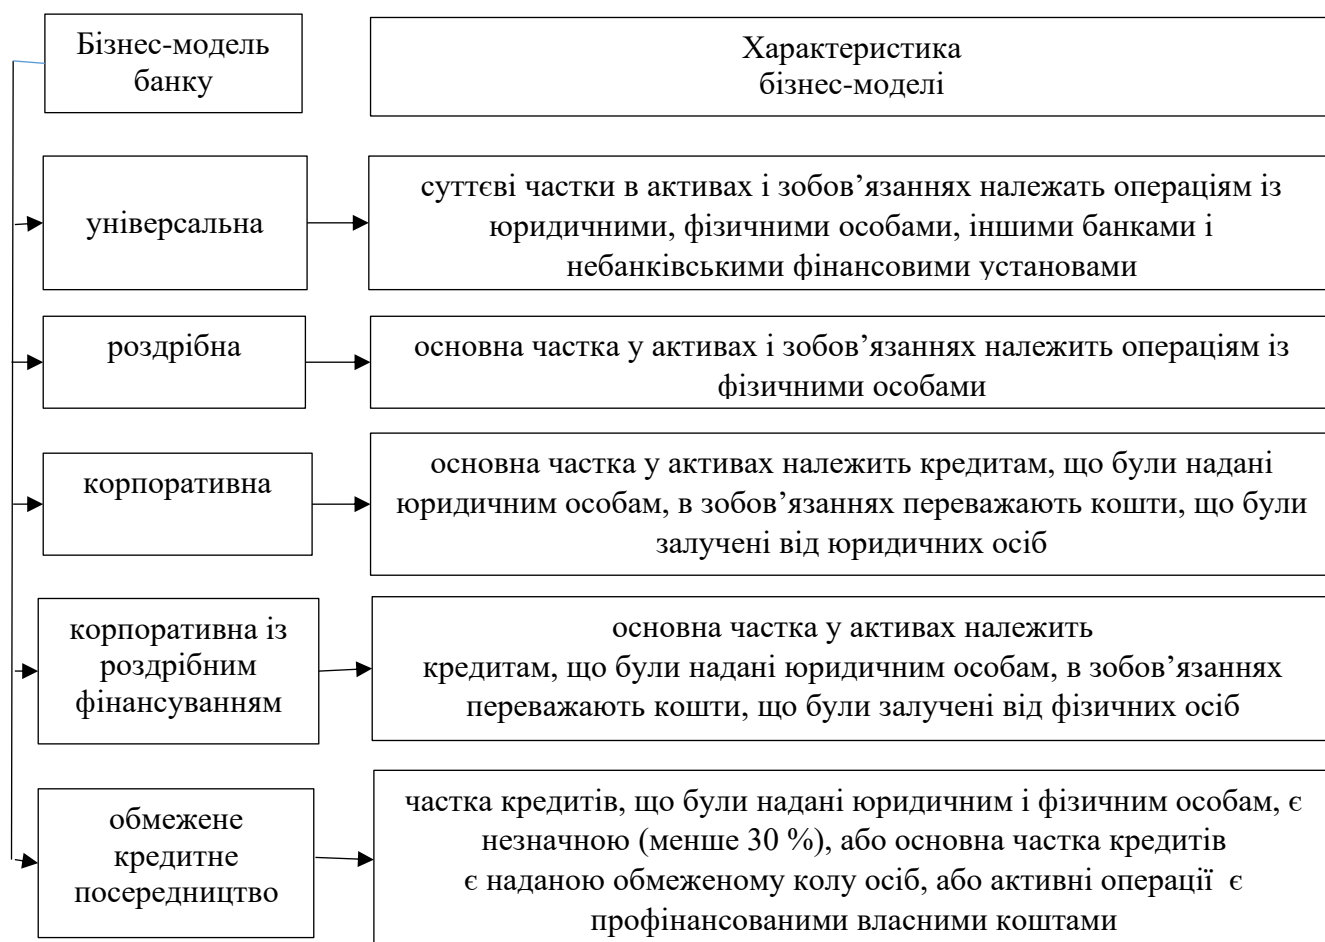 Бізнес-модель
банку
Характеристика
бізнес-моделі
універсальна
суттєві частки в активах і зобов’язаннях належать операціям із
юридичними, фізичними особами, іншими банками і
небанківськими фінансовими установами
роздрібна
основна частка у активах і зобов’язаннях належить операціям із
фізичними особами
корпоративна
основна частка у активах належить кредитам, що були надані
юридичним особам, в зобов’язаннях переважають кошти, що були
залучені від юридичних осіб
корпоративна із
роздрібним
фінансуванням
основна частка у активах належить
кредитам, що були надані юридичним особам, в зобов’язаннях
переважають кошти, що були залучені від фізичних осіб
обмежене
кредитне
посередництво
частка кредитів, що були надані юридичним і фізичним особам, є
незначною (менше 30 %), або основна частка кредитів
є наданою обмеженому колу осіб, або активні операції є
профінансованими власними коштами